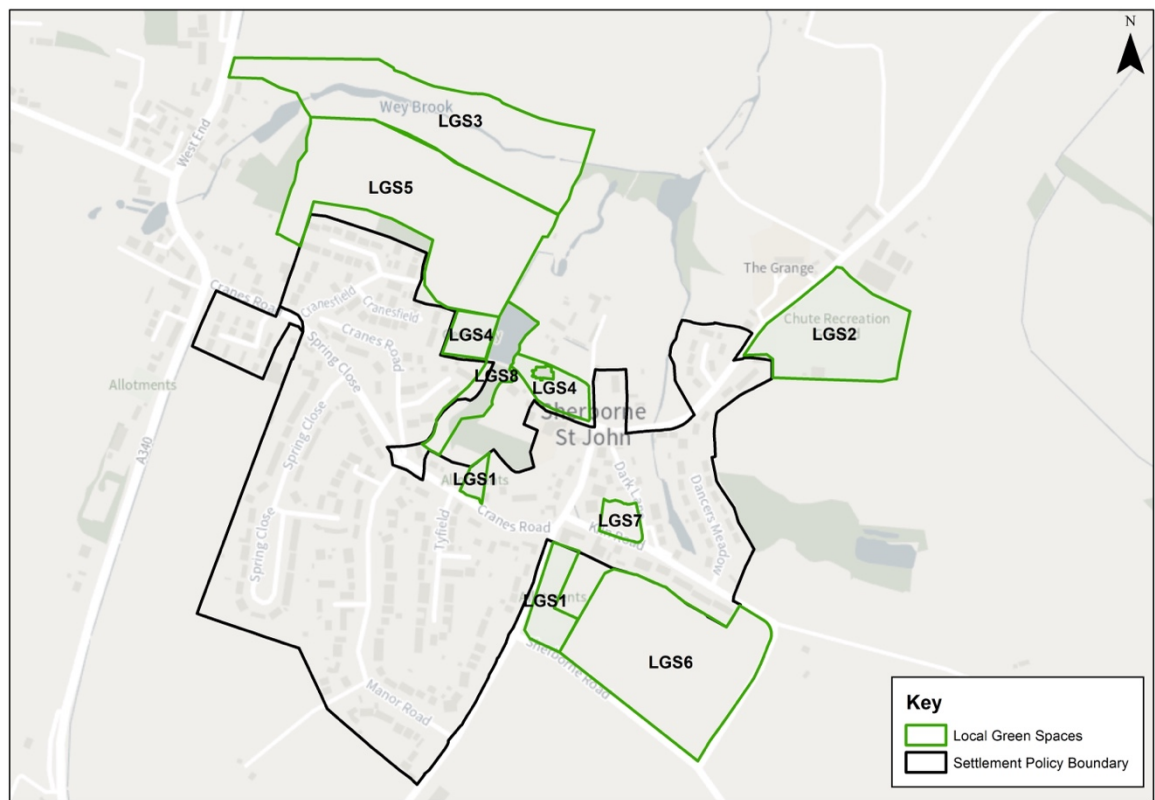 N
Wey Brook
LGS3
West End
LGS5
The Grange
Cranes Road
Cranesfield
Cranesfield
Chute Recreation
LGS2
Cranes Road
LGS4
Spring Close
LGS8
LGS4
Allotments
Sherborne
St John
Spring Close
A340
LGS1
Dark La
Dancers Meadow
Cranes Road
LGS7
Tyfield
Spring Close
Road
LGS1
Sherborne Road
LGS6
Manor Road
Key
Local Green Spaces
Settlement Policy Boundary